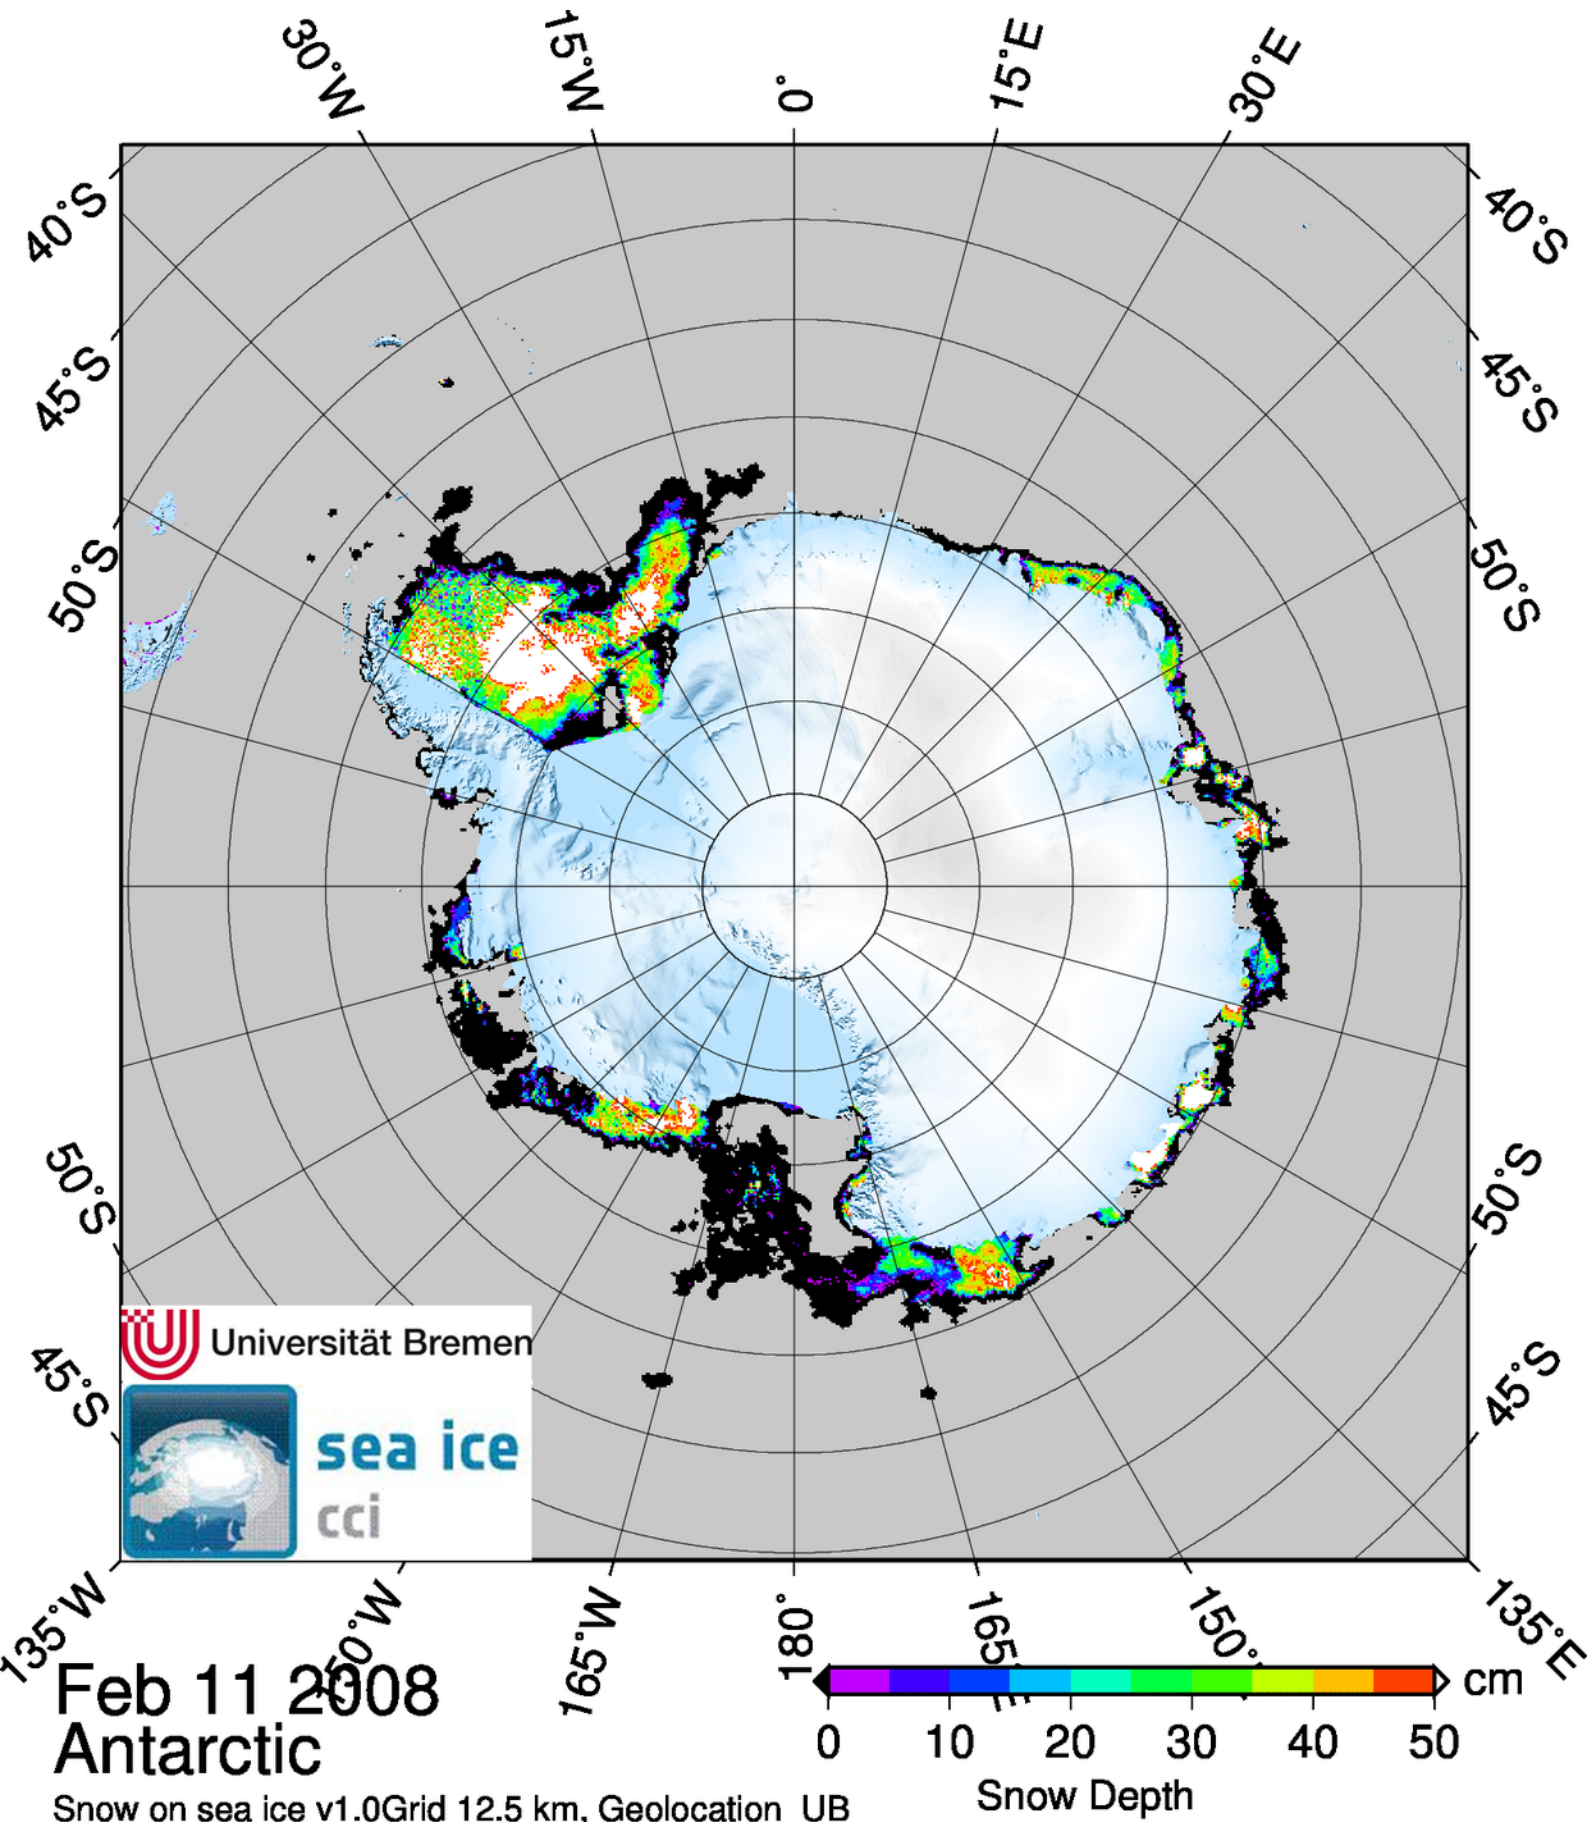 30°W 15°W 0° 15°E 30°E
40°S 40°S
45°S 45°S
50°S 50°S
50°S 50°S
45°S 45°S
Universität Bremen
sea ice
cci
135°W 165°W 180° 165 150° 135°E
Feb 11 2008
Antarctic
Snow on sea ice v1.0Grid 12.5 km, Geolocation UB
cm
0 10 20 30 40 50
Snow Depth